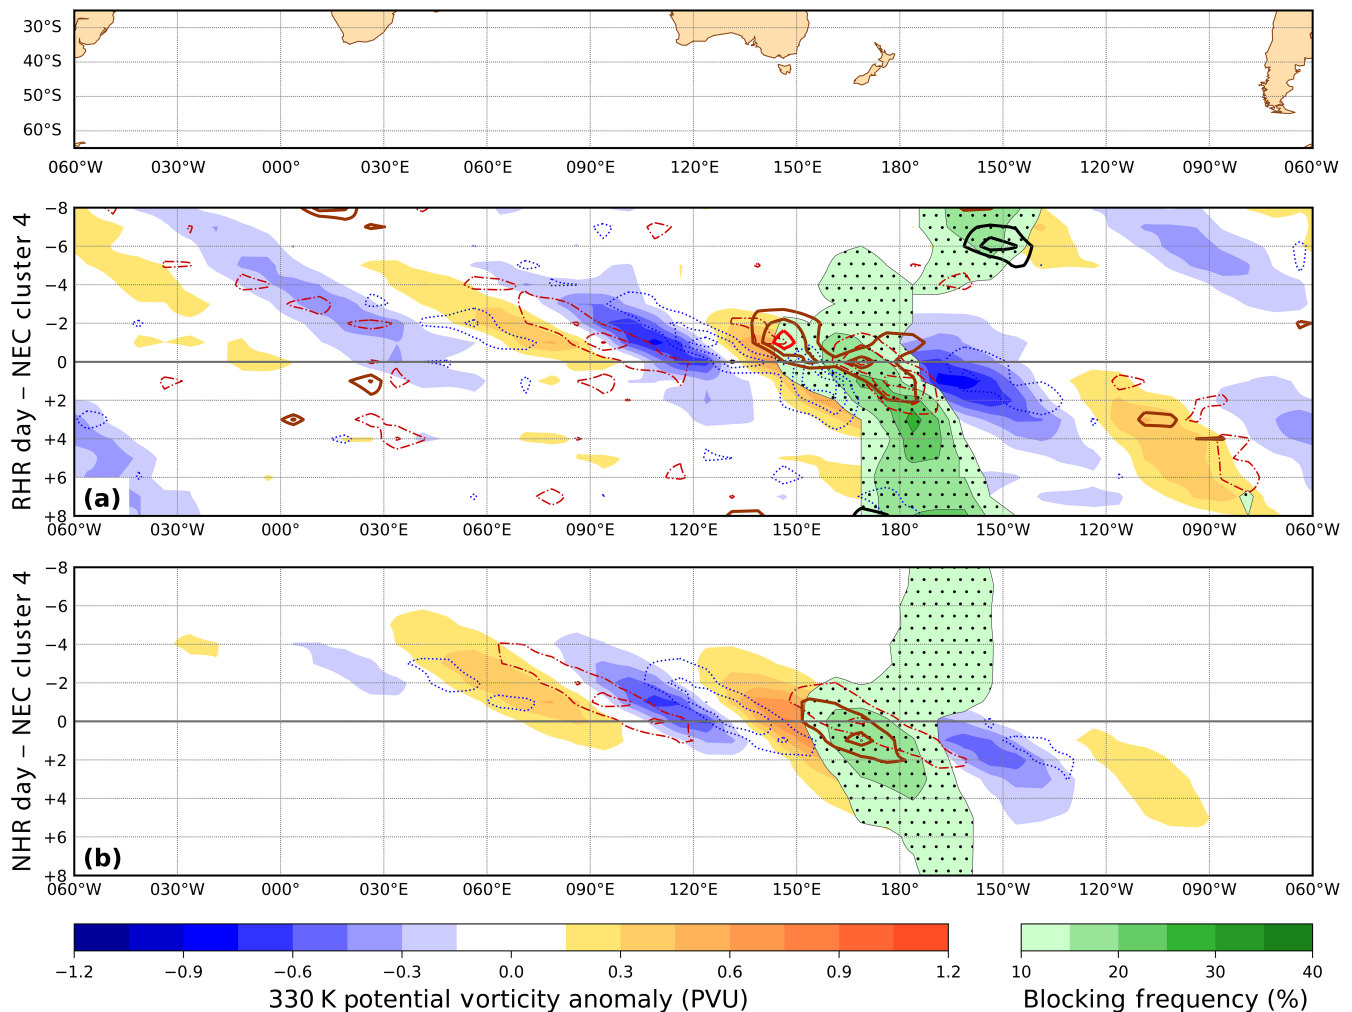 30°S
40°S
50°S
60°S
060°W 030°W 000° 030°E 060°E 090°E 120°E 150°E 180° 150°W 120°W 090°W 060°W
RHR day − NEC cluster 4
−8
−6
−4
−2
0
+2
+4
+6
+8
(a)
060°W 030°W 000° 030°E 060°E 090°E 120°E 150°E 180° 150°W 120°W 090°W 060°W
NHR day − NEC cluster 4
−8
−6
−4
−2
0
+2
+4
+6
+8
(b)
060°W 030°W 000° 030°E 060°E 090°E 120°E 150°E 180° 150°W 120°W 090°W 060°W
−1.2 −0.9 −0.6 −0.3 0.0 0.3 0.6 0.9 1.2
330 K potential vorticity anomaly (PVU)
10 20 30 40
Blocking frequency (%)